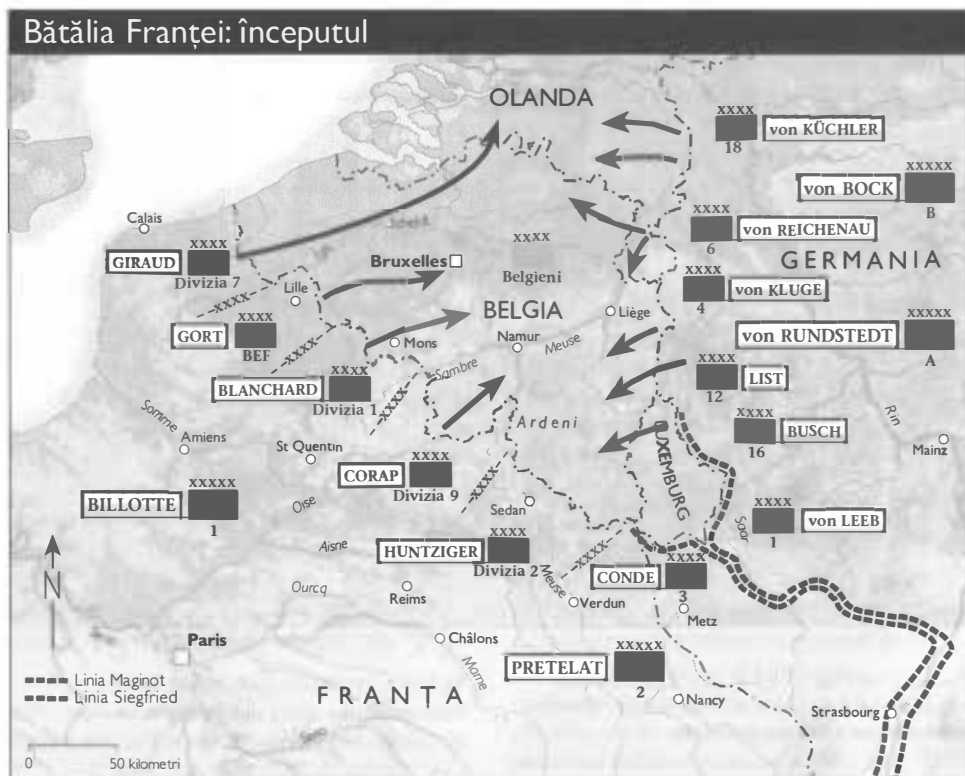 Bătălia Franței: începutul
OLANDA
XXXX
18
von KÜCHLER
XXXXX
von BOCK
B
Calais
XXXX
GIRAUD
Divizia 7
XXXX
Bruxelles
XXXX
Belgieni
XXXX
6
von REICHENAU
GERMANIA
Lille
XXXX
GORT
BEF
XXXX
BELGIA
Liège
XXXX
4
von KLUGE
XXXXX
von RUNDSTEDT
A
Mons
Namur
Meuse
Sambre
XXXX
BLANCHARD
Divizia 1
XXXX
XXXX
12
LIST
Rin
Somme
Amiens
St Quentin
Ardeni
XXXX
16
BUSCH
Mainz
XXXX
CORAP
Divizia 9
XXXX
LUXEMBURG
XXXXX
BILLOTTE
1
Oise
Sedan
Saar
XXXX
1
von LEEB
Aisne
XXXX
HUNTZIGER
Divizia 2
XXXX
Meuse
XXXX
CONDE
3
N
Ourcq
Reims
Verdun
Metz
Paris
Châlons
Marne
XXXXX
PRETELAT
2
Linia Maginot
Linia Siegfried
FRANȚA
Nancy
Strasbourg
0 50 kilometri